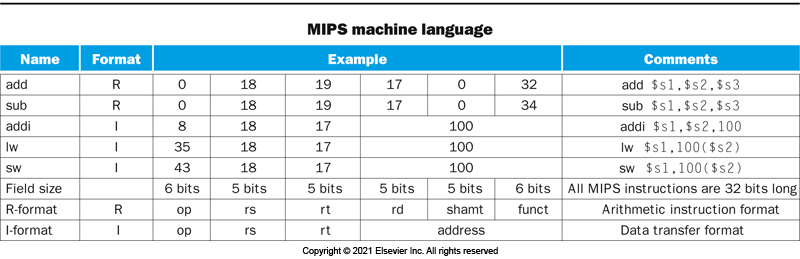 MIPS machine language
Name Format Example Comments
add R 0 18 19 17 0 32 add $s1,$s2,$s3
sub R 0 18 19 17 0 34 sub $s1,$s2,$s3
addi I 8 18 17 100 addi $s1,$s2,100
lw I 35 18 17 100 lw $s1,100($s2)
sw I 43 18 17 100 sw $s1,100($s2)
Field size 6 bits 5 bits 5 bits 5 bits 5 bits 6 bits All MIPS instructions are 32 bits long
R-format R op rs rt rd shamt funct Arithmetic instruction format
I-format I op rs rt address Data transfer format
Copyright © 2021 Elsevier Inc. All rights reserved